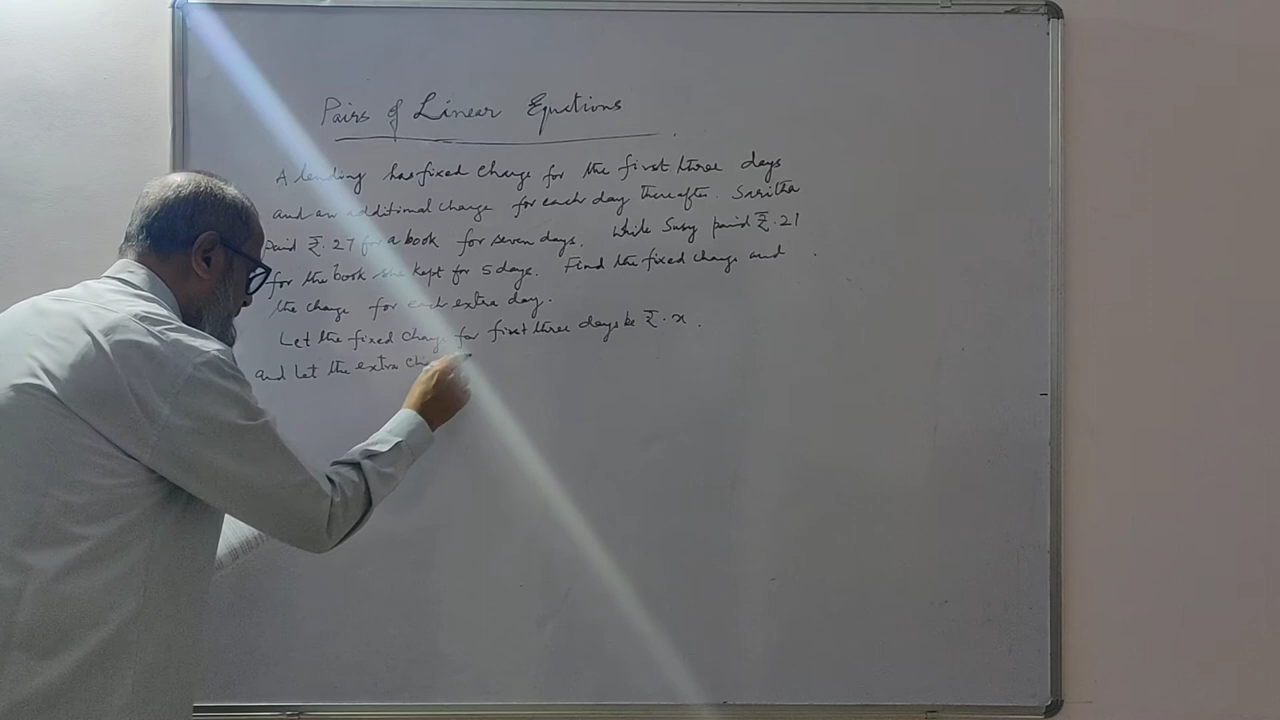 Pairs of Linear Equations
A lending has fixed charge for the first three days
and an additional charge for each day thereafter. Saritha
paid ₹. 27 for a book for seven days. While Susy paid ₹. 21
for the book she kept for 5 days. Find the fixed charge and
the charge for each extra day.
Let the fixed charge for first three days be ₹. x.
and let the extra